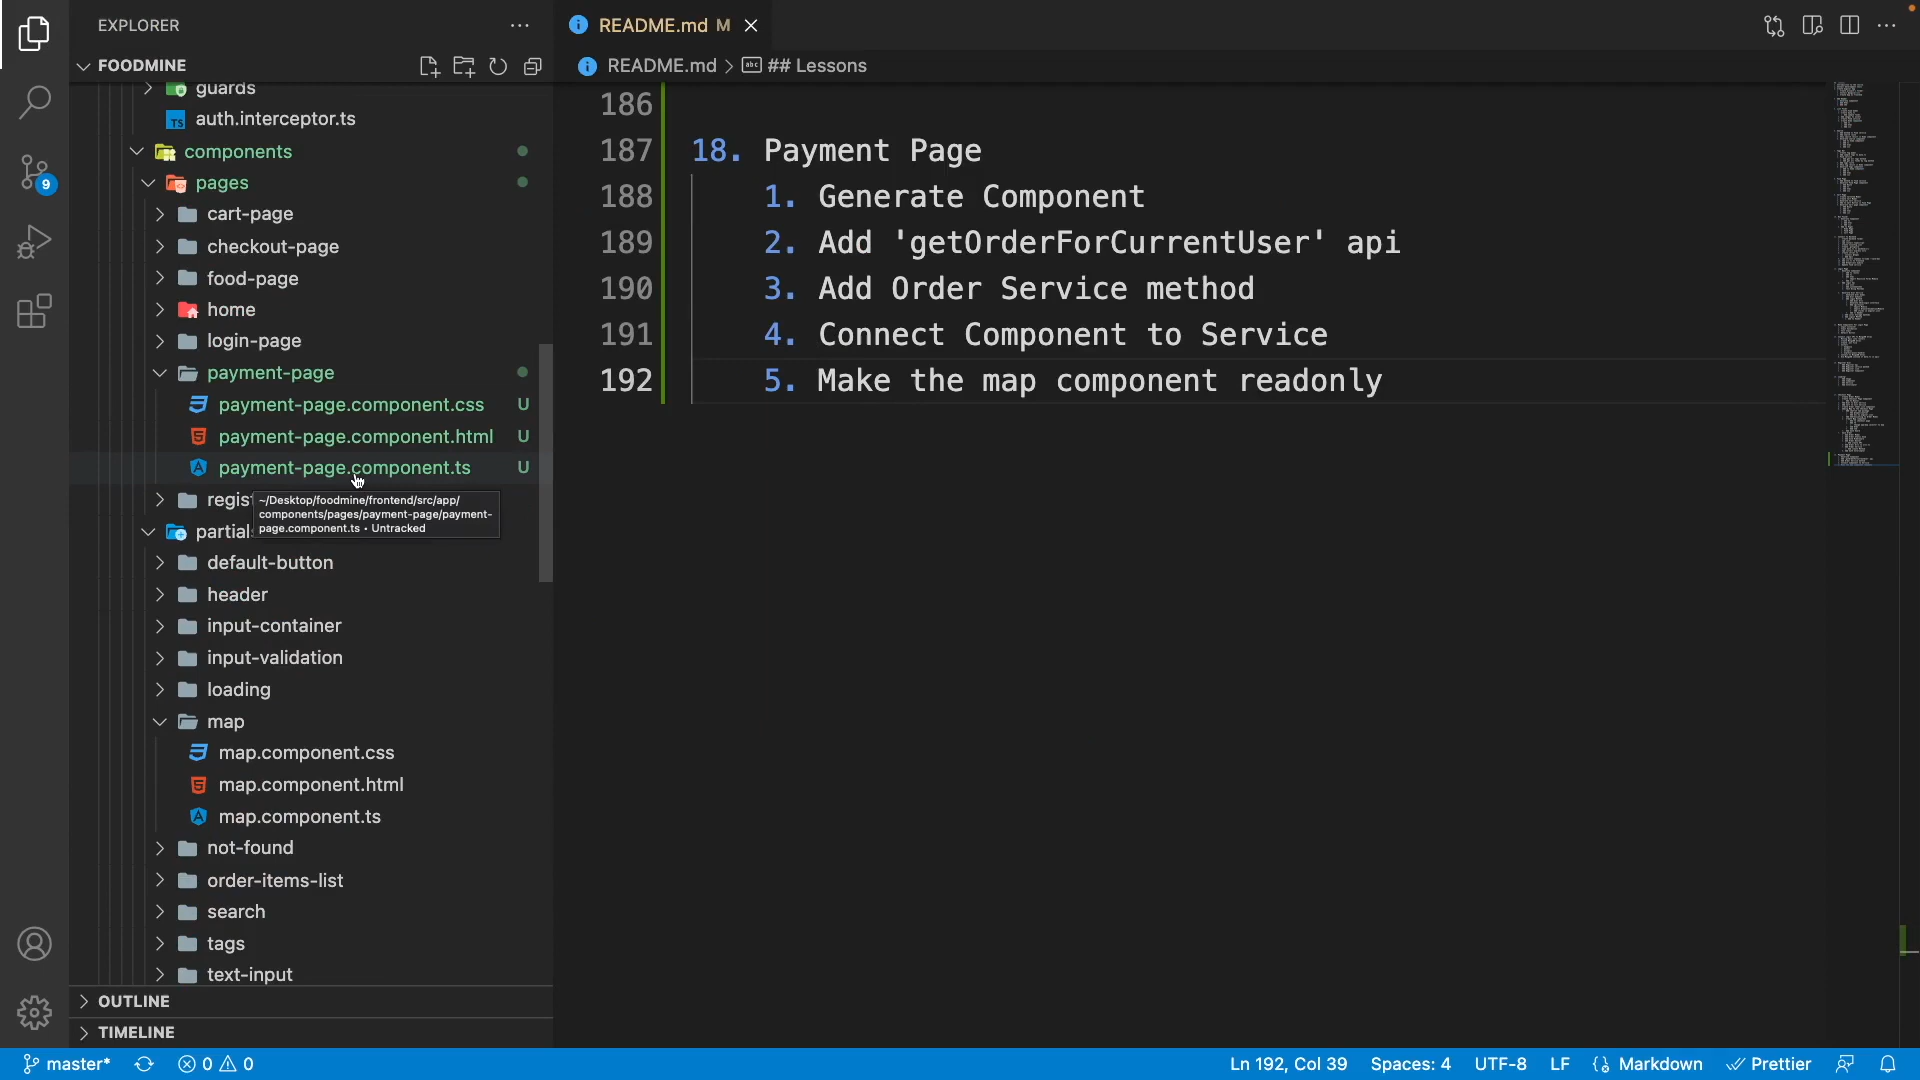 EXPLORER
README.md M
FOODMINE
README.md > ## Lessons
guards
auth.interceptor.ts
components
pages
cart-page
checkout-page
food-page
home
login-page
payment-page
payment-page.component.css U
payment-page.component.html U
payment-page.component.ts U
regis
~/Desktop/foodmine/frontend/src/app/
components/pages/payment-page/payment-
page.component.ts • Untracked
partials
default-button
header
input-container
input-validation
loading
map
map.component.css
map.component.html
map.component.ts
not-found
order-items-list
search
tags
text-input
OUTLINE
TIMELINE
9
186
187 18. Payment Page
188 1. Generate Component
189 2. Add 'getOrderForCurrentUser' api
190 3. Add Order Service method
191 4. Connect Component to Service
192 5. Make the map component readonly
master* 0 0 Ln 192, Col 39 Spaces: 4 UTF-8 LF Markdown Prettier